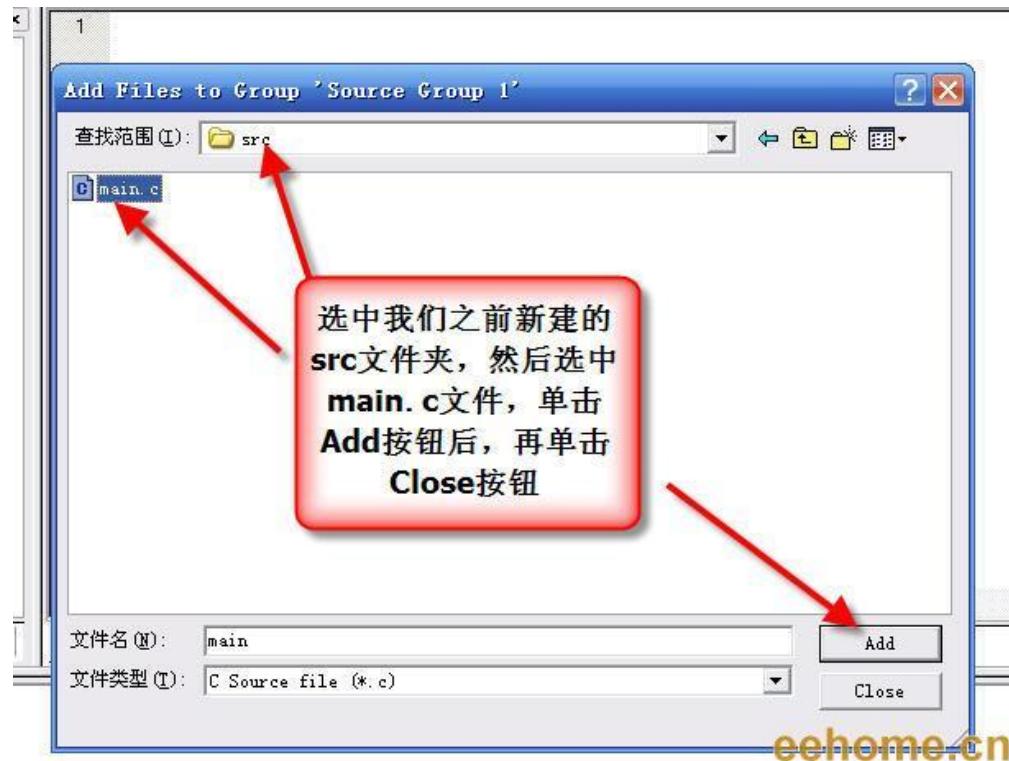 1
Add Files to Group 'Source Group 1'
查找范围(I): src
main.c
选中我们之前新建的
src文件夹，然后选中
main. c文件，单击
Add按钮后，再单击
Close按钮
文件名(N): main
Add
文件类型(T): C Source file (*.c)
Close
eehome.cn